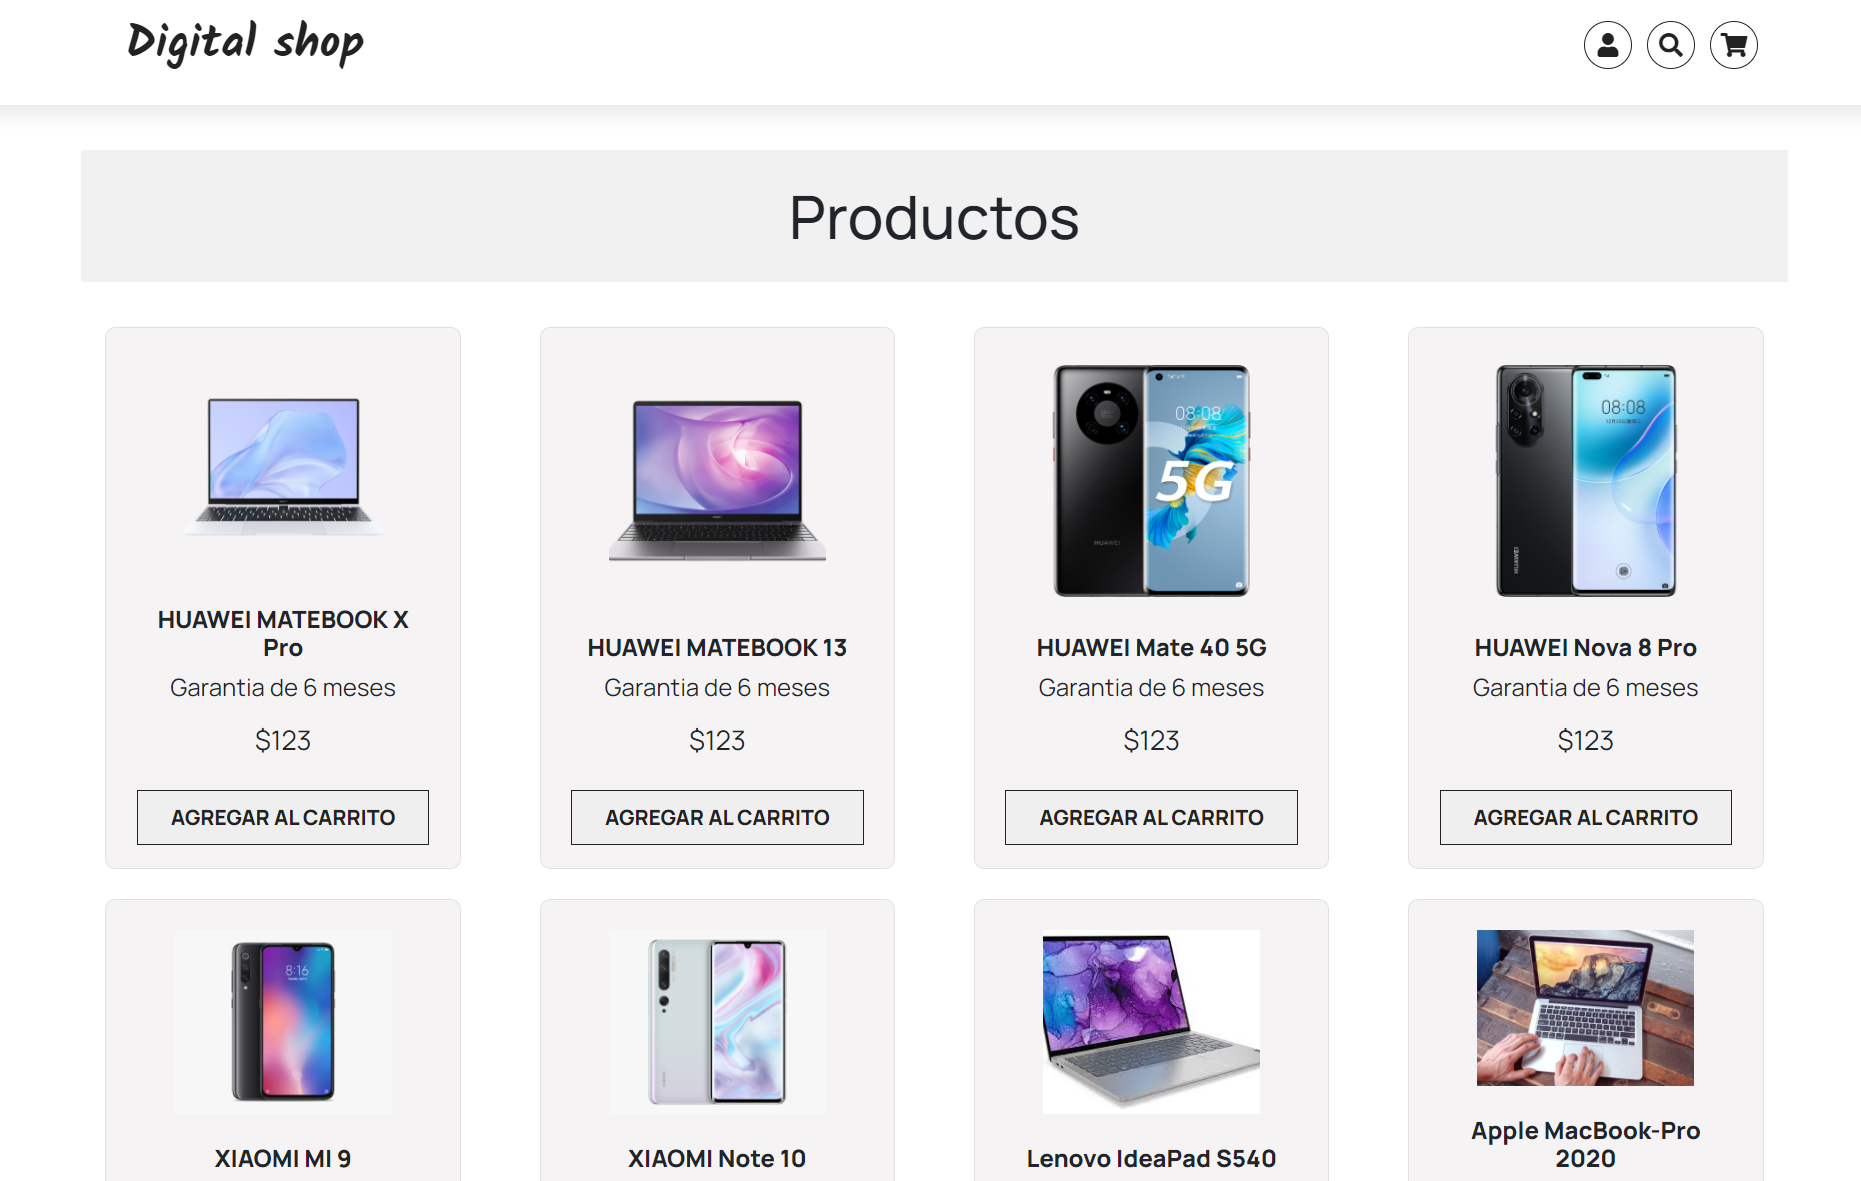 Digital shop
Productos
08:08
5G
HUAWEI
08:08
HUAWEI
HUAWEI MATEBOOK X
Pro
HUAWEI MATEBOOK 13
HUAWEI Mate 40 5G
HUAWEI Nova 8 Pro
Garantia de 6 meses
Garantia de 6 meses
Garantia de 6 meses
Garantia de 6 meses
$123
$123
$123
$123
AGREGAR AL CARRITO
AGREGAR AL CARRITO
AGREGAR AL CARRITO
AGREGAR AL CARRITO
8:16
XIAOMI MI 9
XIAOMI Note 10
Lenovo IdeaPad S540
Apple MacBook-Pro
2020